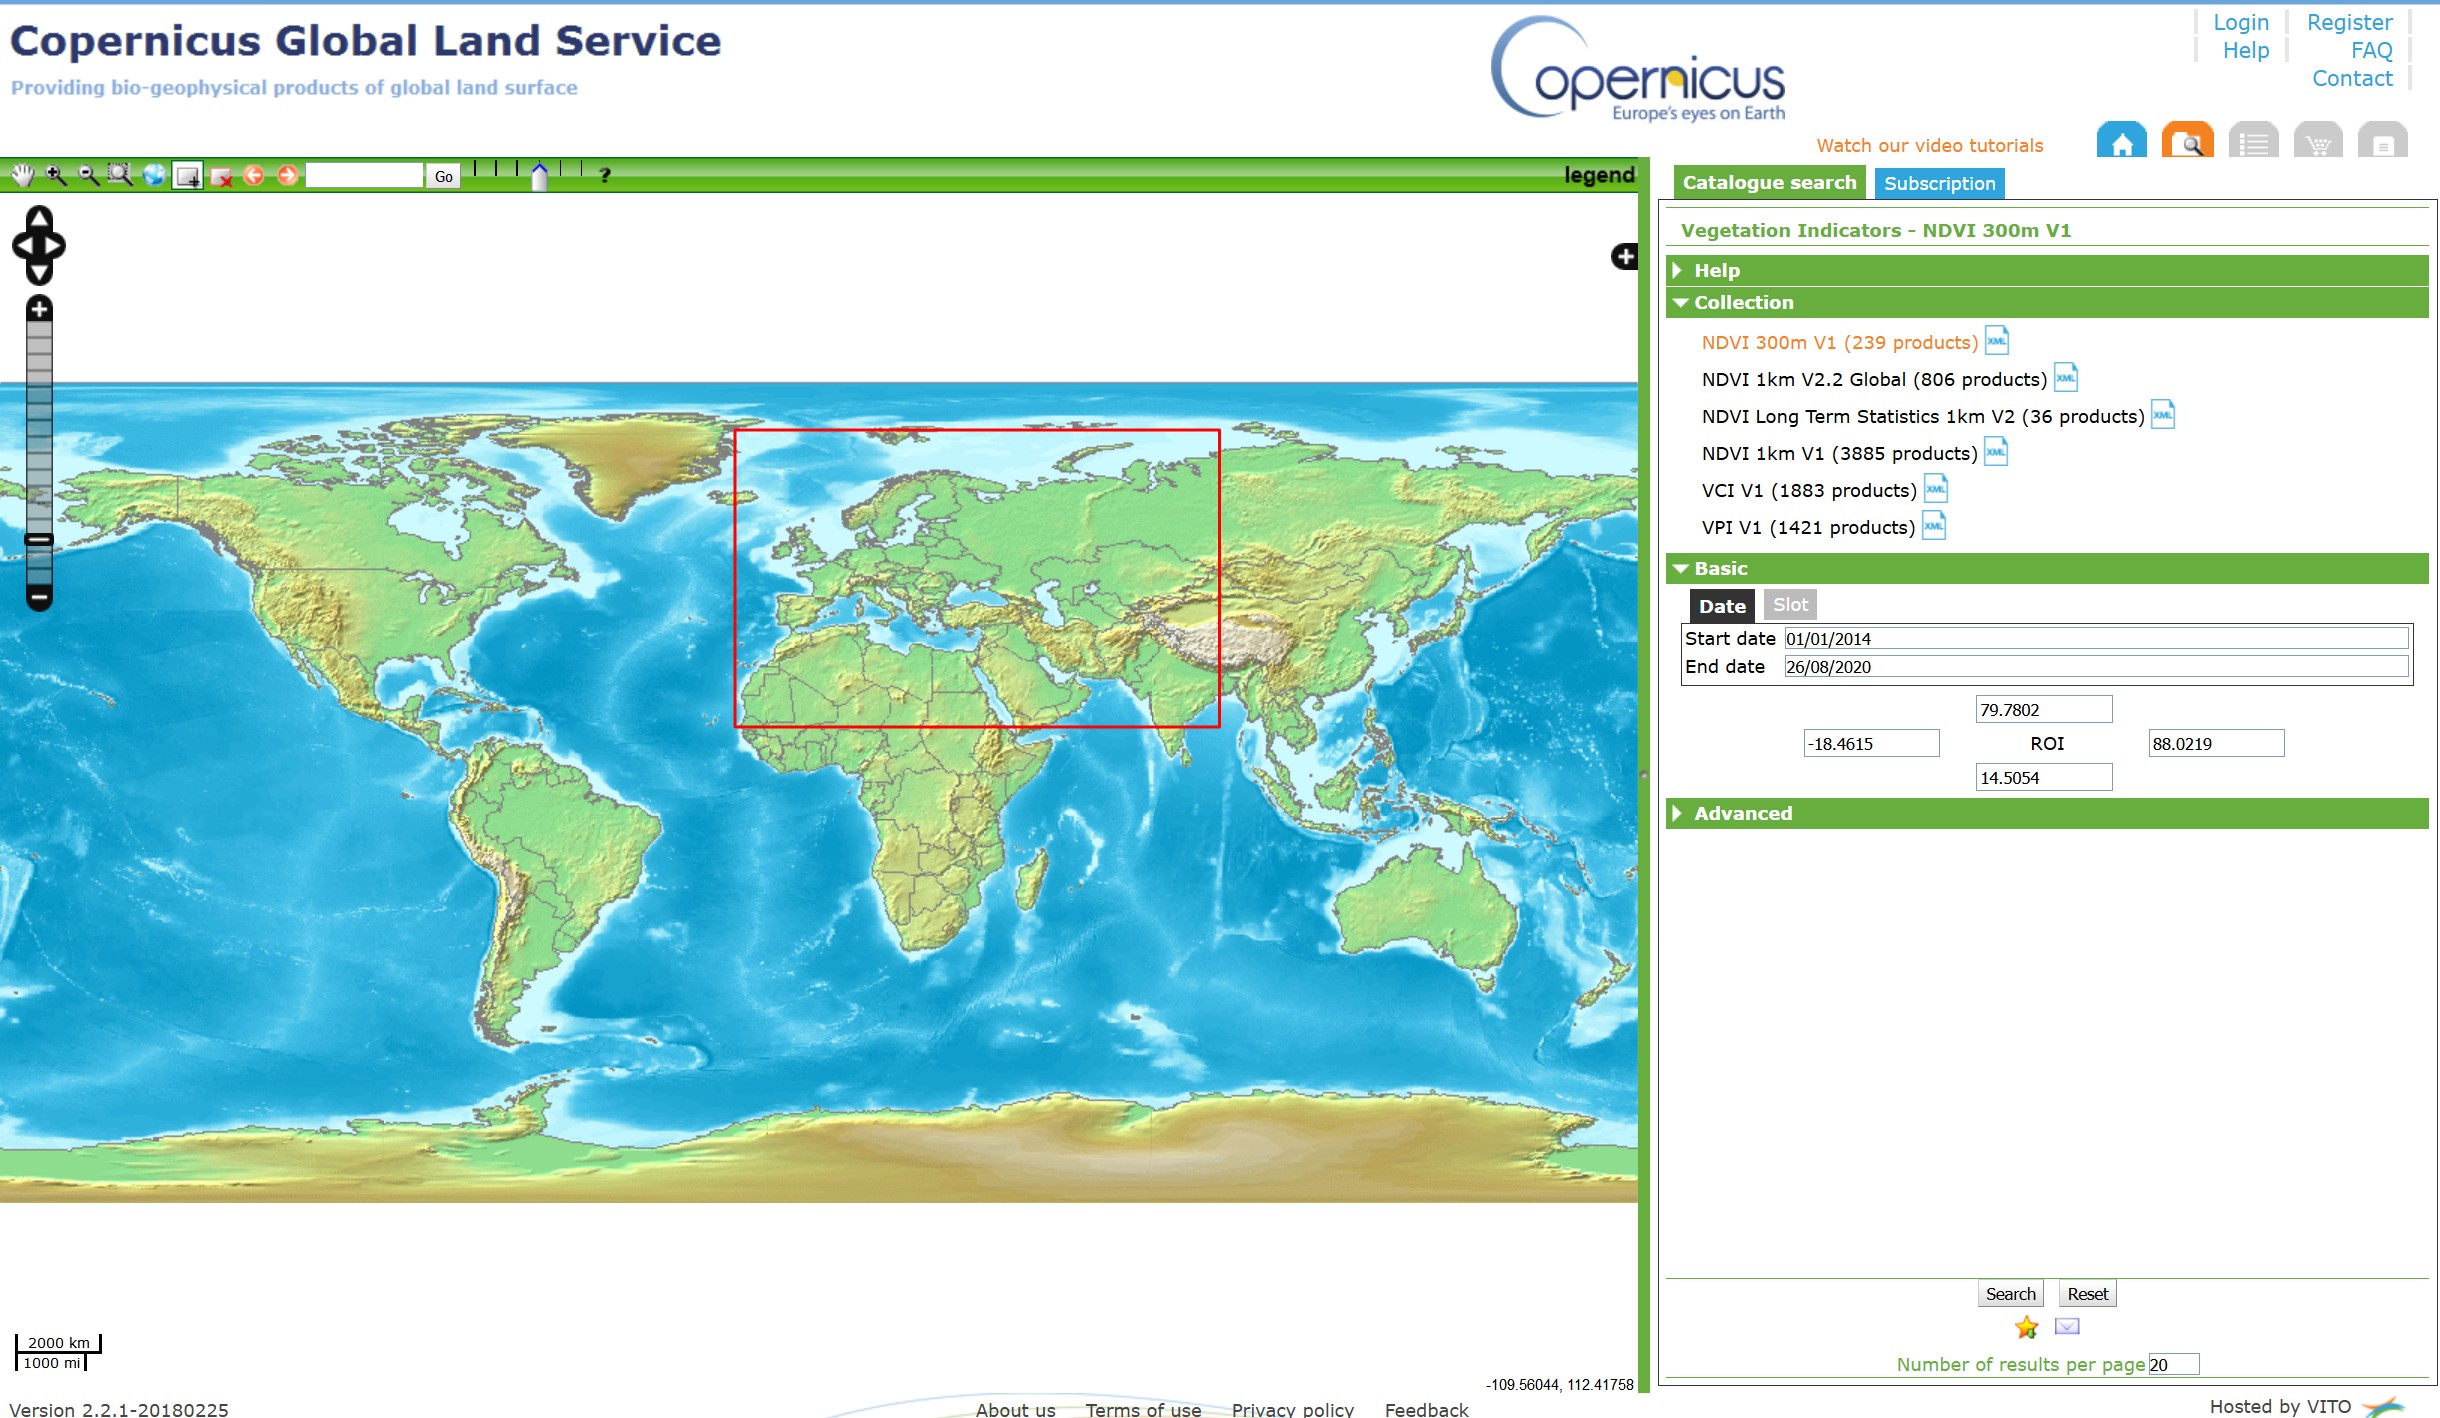 Copernicus Global Land Service
Providing bio-geophysical products of global land surface
Copernicus
Europe's eyes on Earth
Login
Register
Help
FAQ
Contact
Watch our video tutorials
Go
?
legend
Catalogue search
Subscription
Vegetation Indicators - NDVI 300m V1
Help
Collection
NDVI 300m V1 (239 products) XML
NDVI 1km V2.2 Global (806 products) XML
NDVI Long Term Statistics 1km V2 (36 products) XML
NDVI 1km V1 (3885 products) XML
VCI V1 (1883 products) XML
VPI V1 (1421 products) XML
Basic
Date Slot
Start date 01/01/2014
End date 26/08/2020
79.7802
-18.4615 ROI 88.0219
14.5054
Advanced
Search Reset
Number of results per page 20
2000 km
1000 mi
-109.56044, 112.41758
Version 2.2.1-20180225
About us Terms of use Privacy policy Feedback
Hosted by VITO